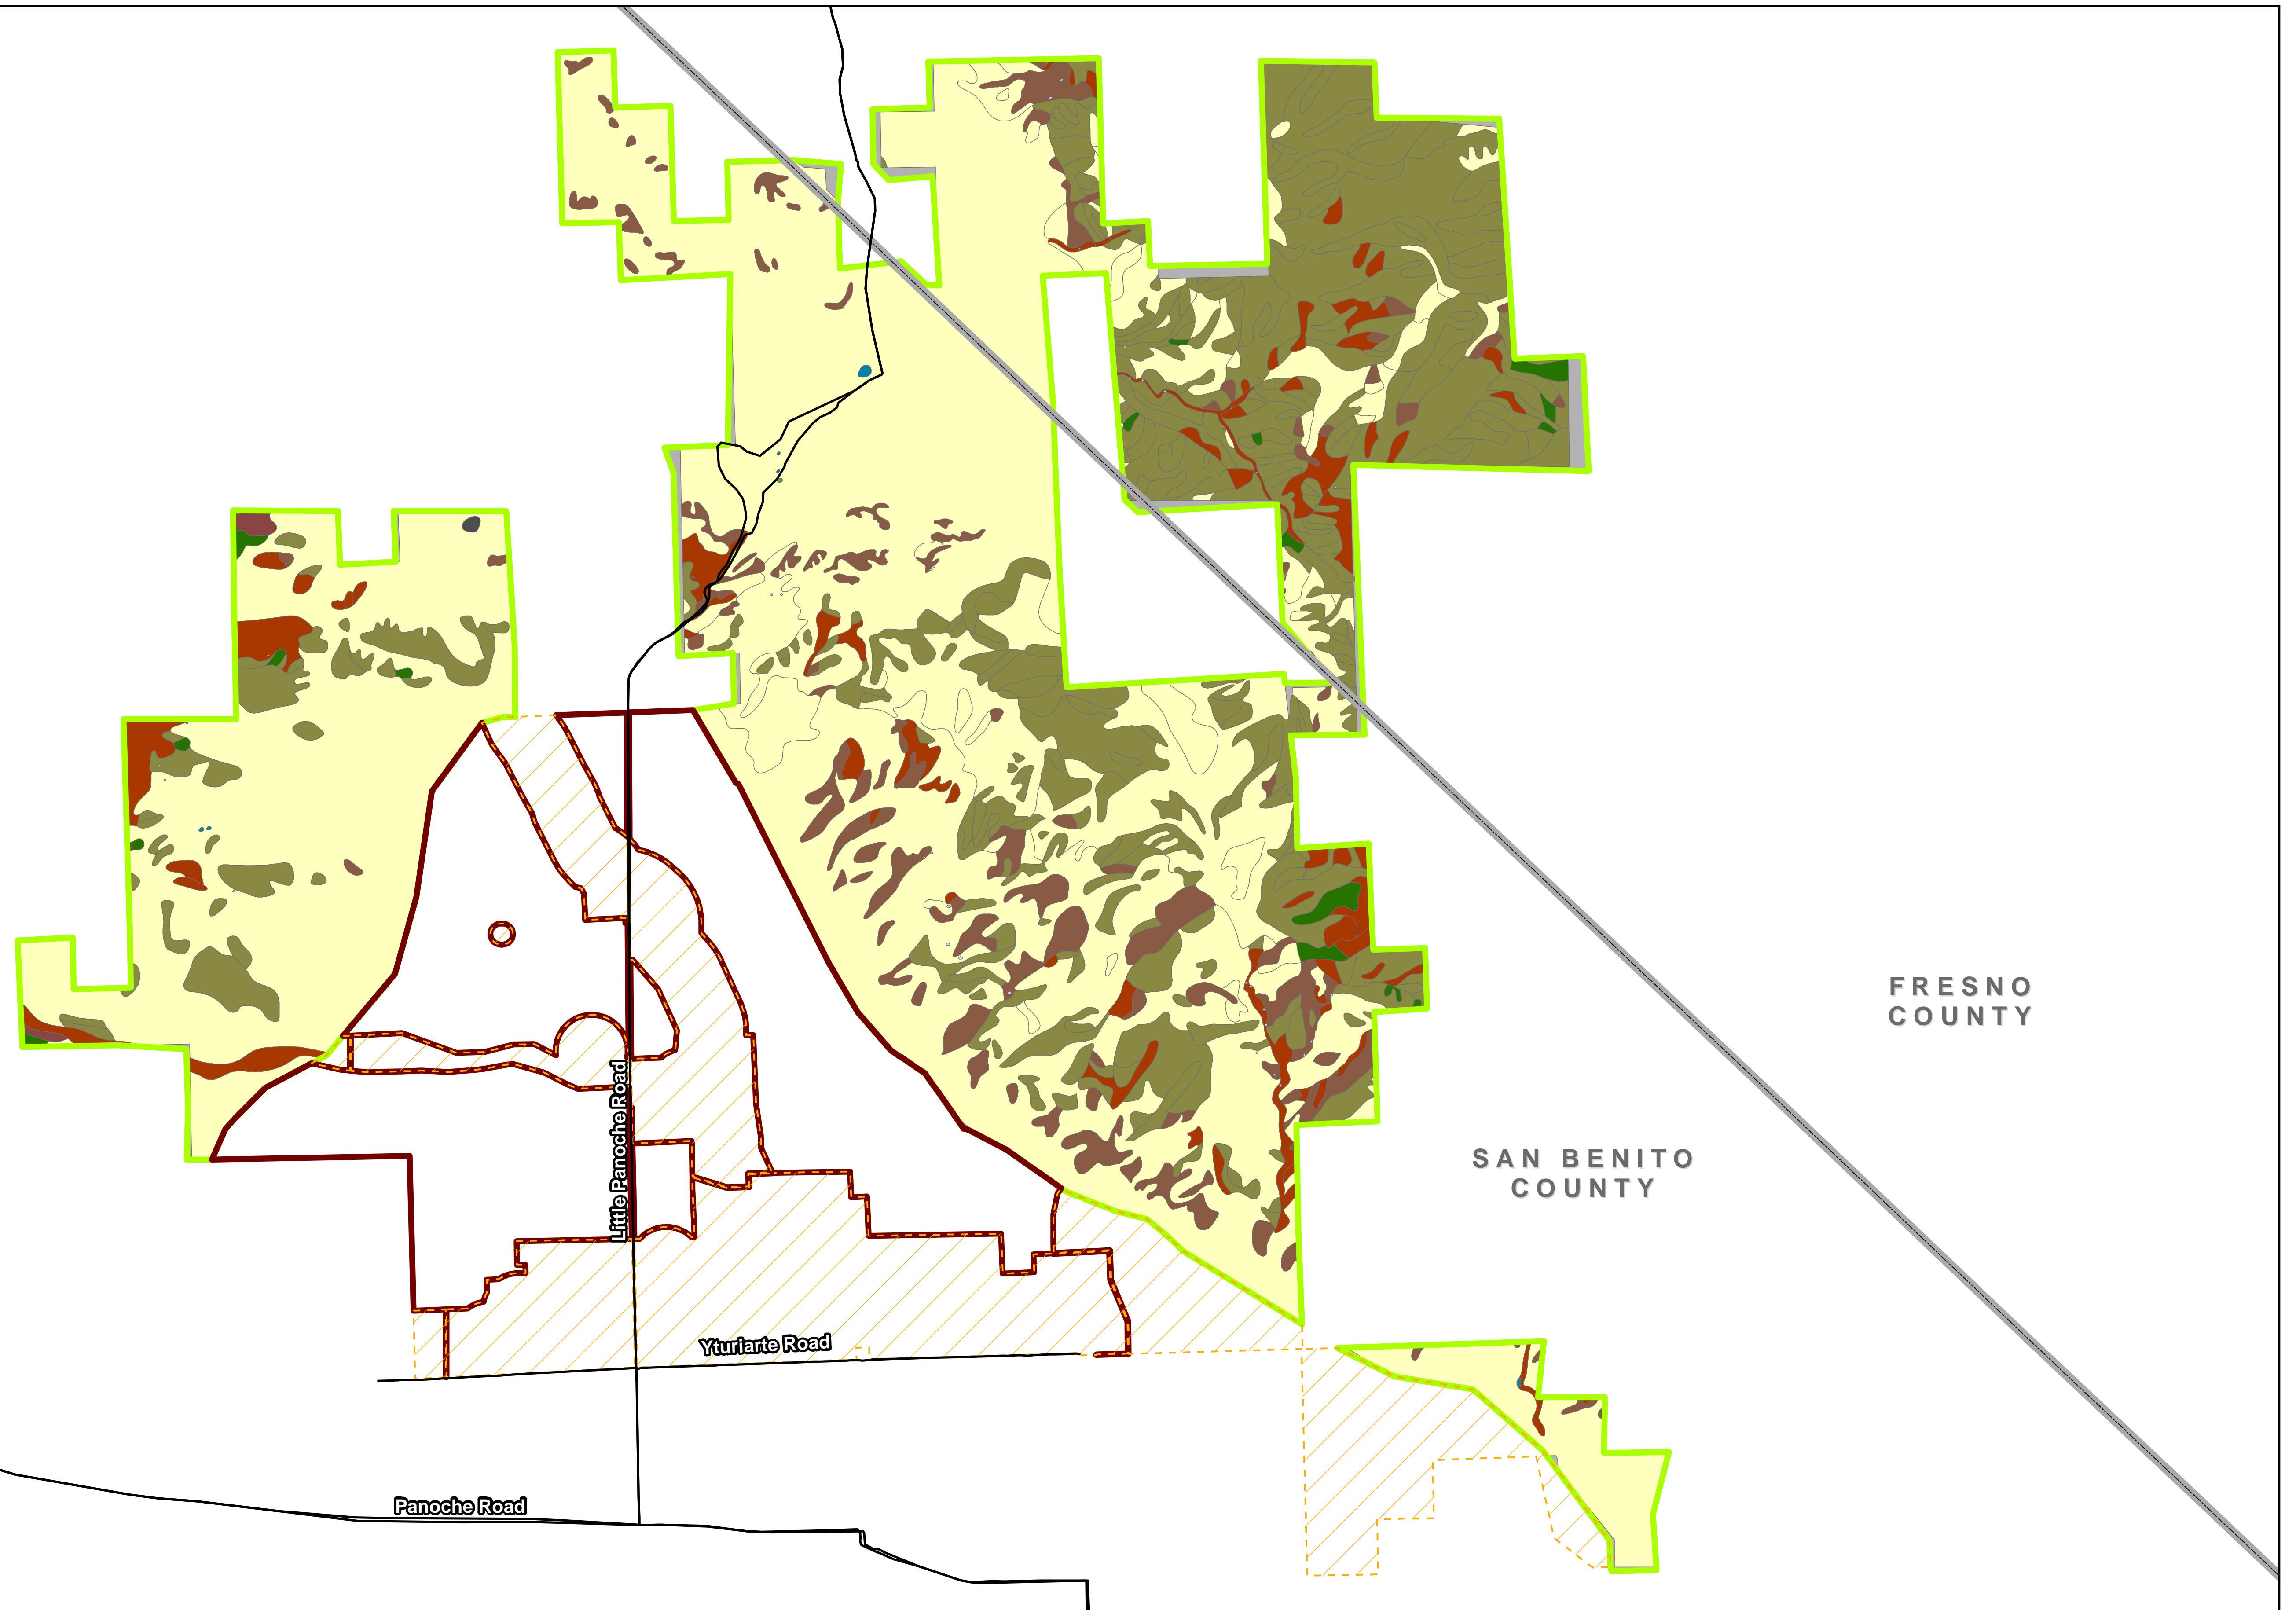 FRESNO
COUNTY
SAN BENITO
COUNTY
Little Panoche Road
Yturiarte Road
Panoche Road